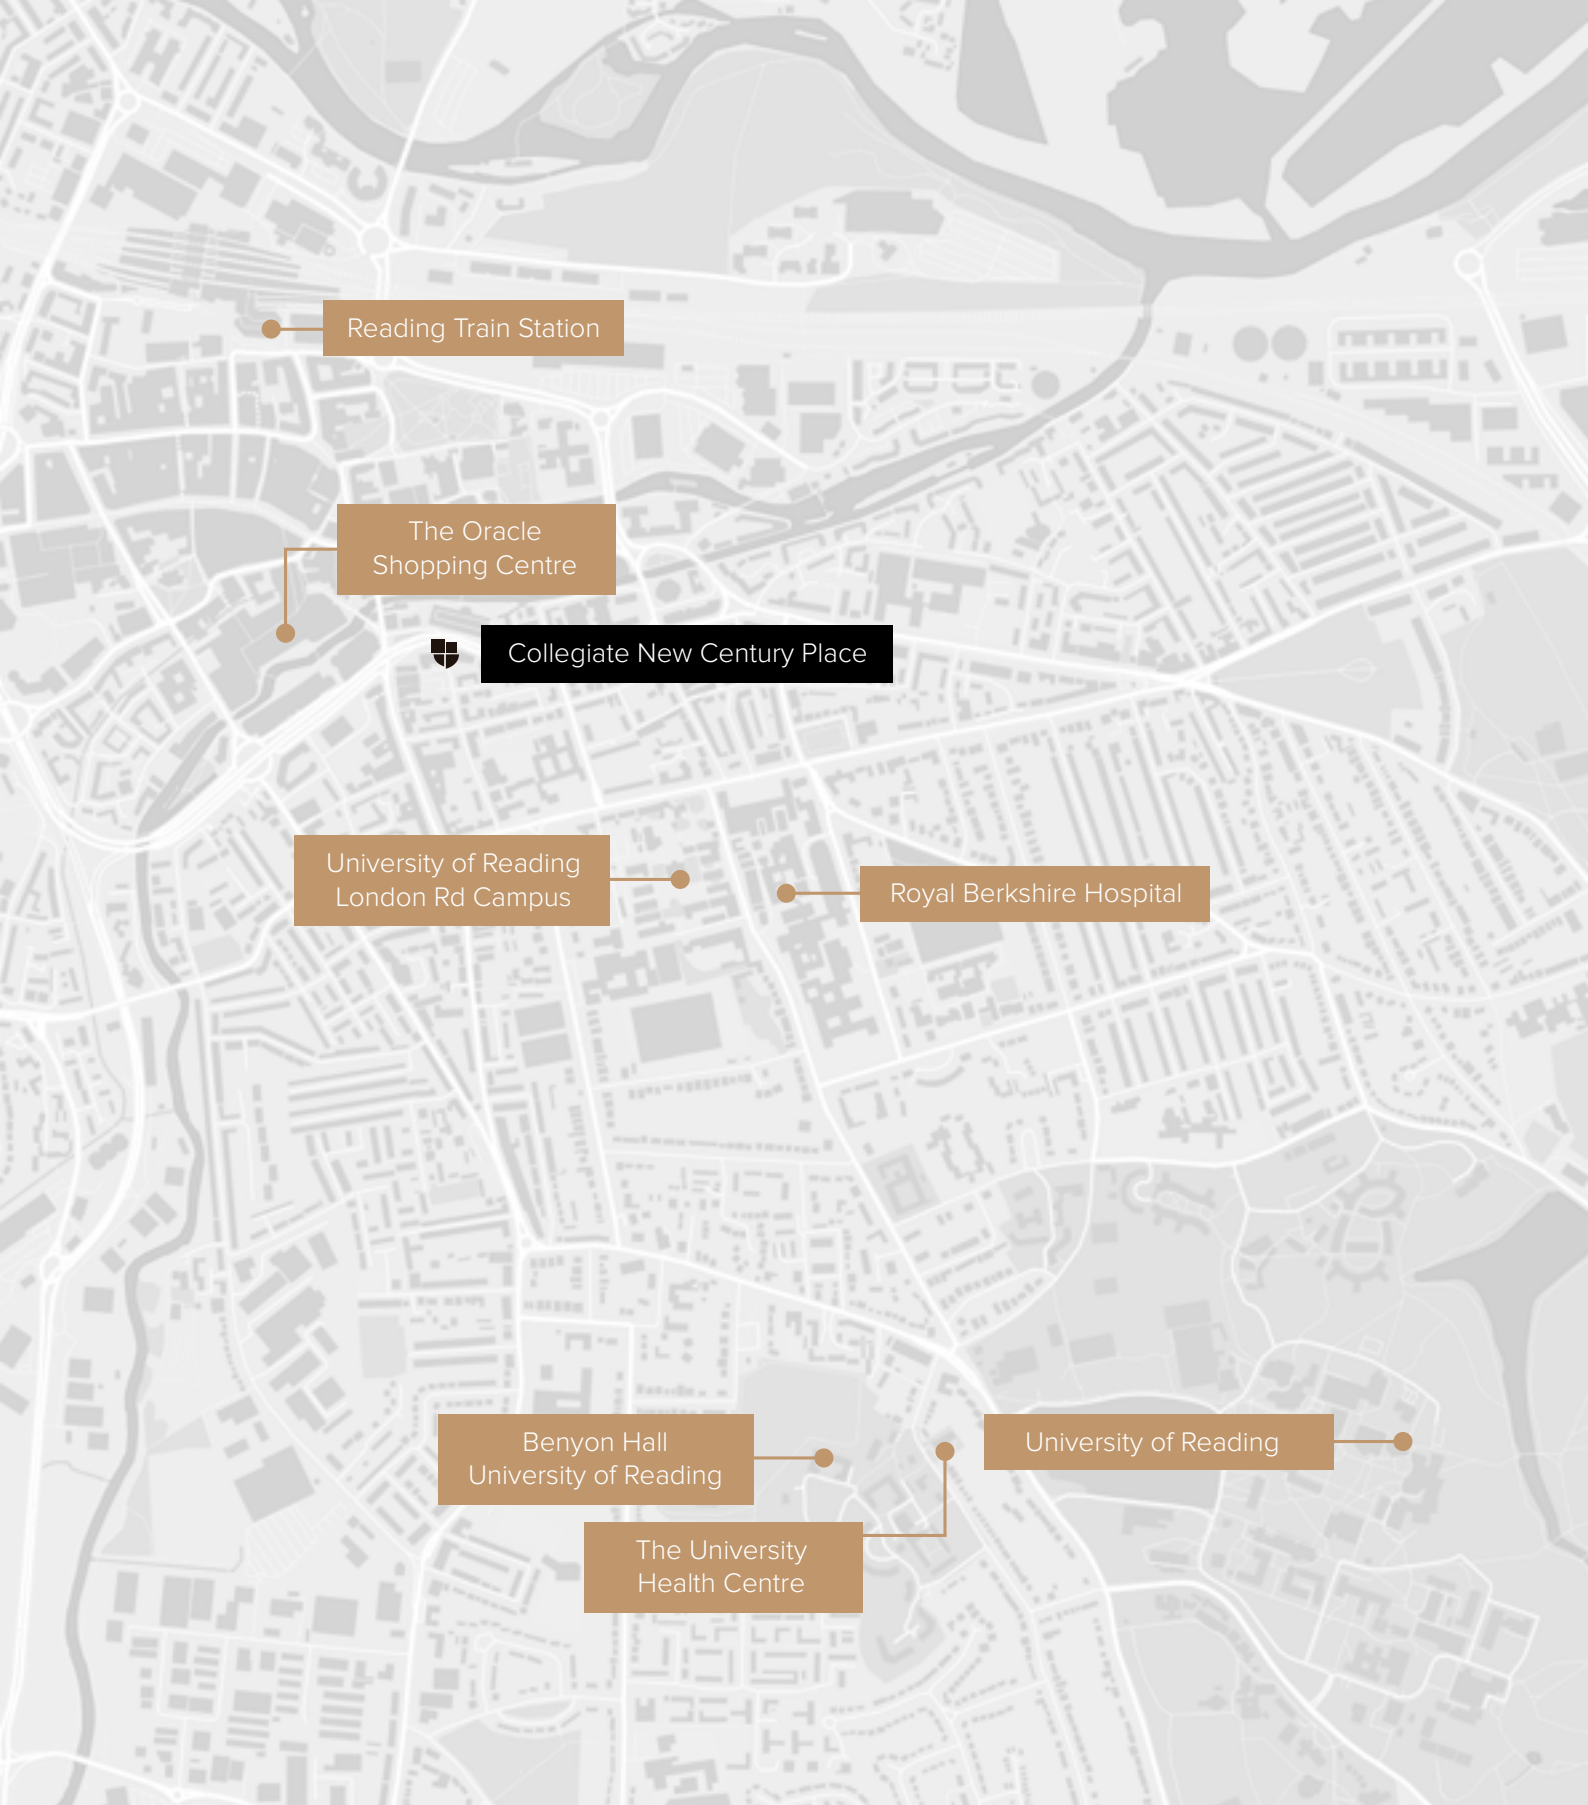 Reading Train Station
The Oracle
Shopping Centre
Collegiate New Century Place
University of Reading
London Rd Campus
Royal Berkshire Hospital
Benyon Hall
University of Reading
University of Reading
The University
Health Centre